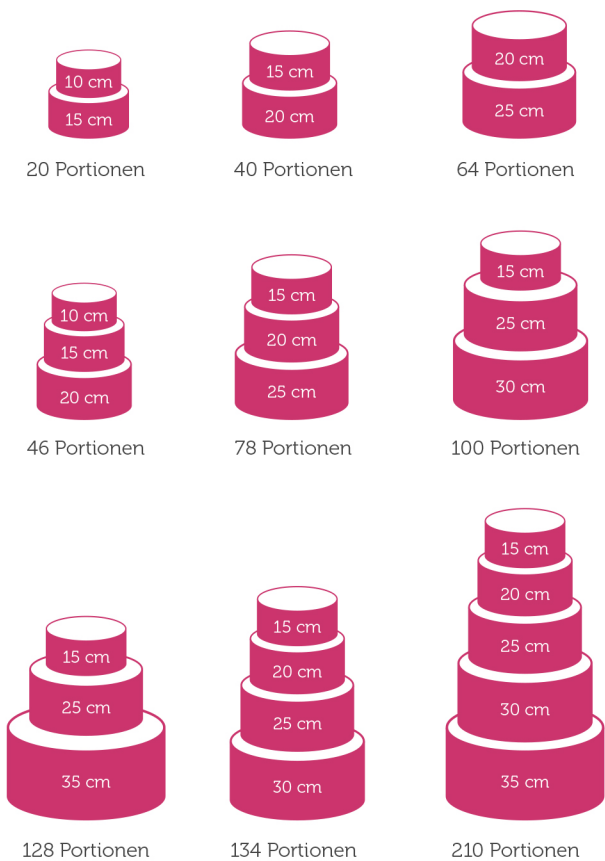 10 cm
15 cm
20 Portionen
15 cm
20 cm
40 Portionen
20 cm
25 cm
64 Portionen
10 cm
15 cm
20 cm
46 Portionen
15 cm
20 cm
25 cm
78 Portionen
15 cm
25 cm
30 cm
100 Portionen
15 cm
25 cm
35 cm
128 Portionen
15 cm
20 cm
25 cm
30 cm
134 Portionen
15 cm
20 cm
25 cm
30 cm
35 cm
210 Portionen